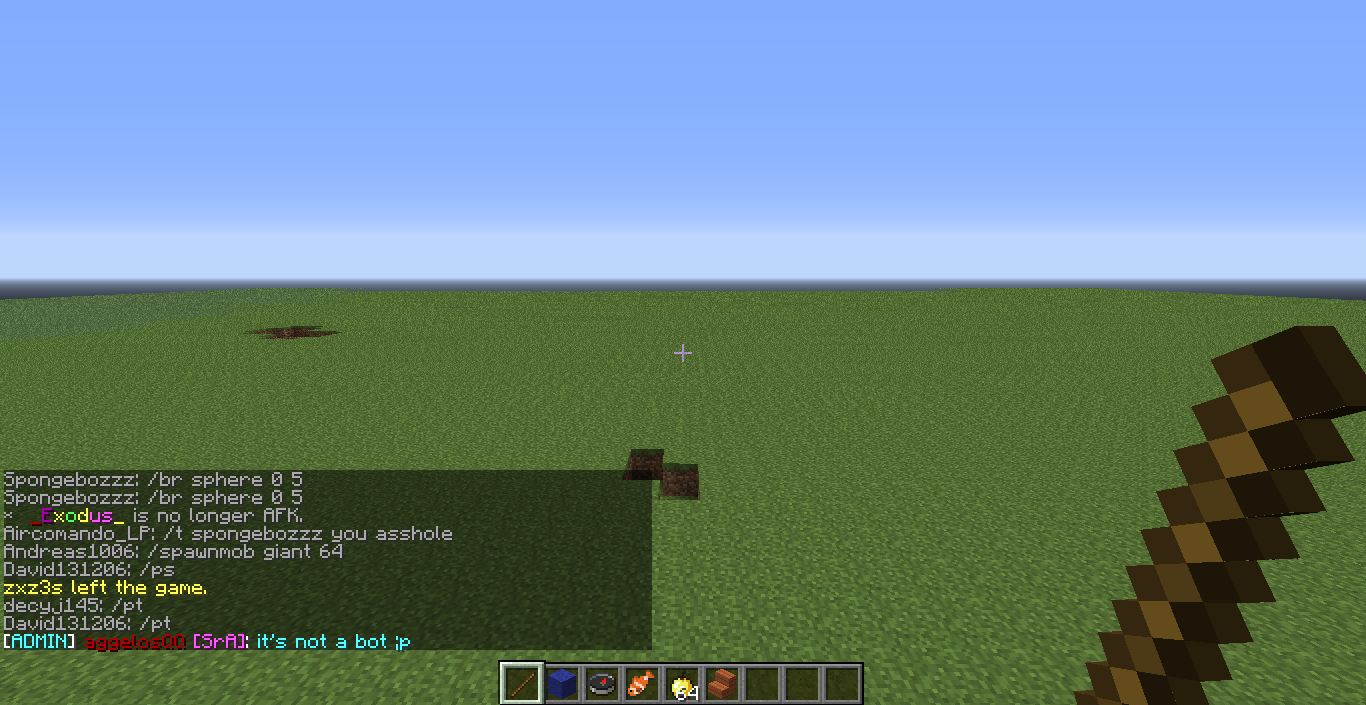 Spongebozzz: /br sphere 0 5
Spongebozzz: /br sphere 0 5
× _Exodus_ is no longer AFK.
Aircomando_LP: /t spongebozzz you asshole
Andreas1006: /spawnmob giant 64
David131206: /ps
zxz3s left the game.
decyj145: /pt
David131206: /pt
[ADMIN] aggelosQQ [SrA]: it's not a bot ;p
64